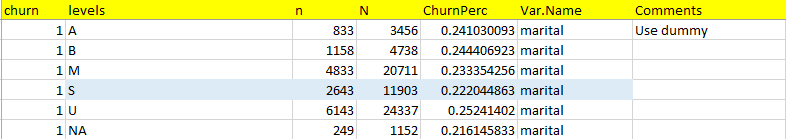 churn levels n N ChurnPerc Var.Name Comments
1 A 833 3456 0.241030093 marital Use dummy
1 B 1158 4738 0.244406923 marital
1 M 4833 20711 0.233354256 marital
1 S 2643 11903 0.222044863 marital
1 U 6143 24337 0.25241402 marital
1 NA 249 1152 0.216145833 marital